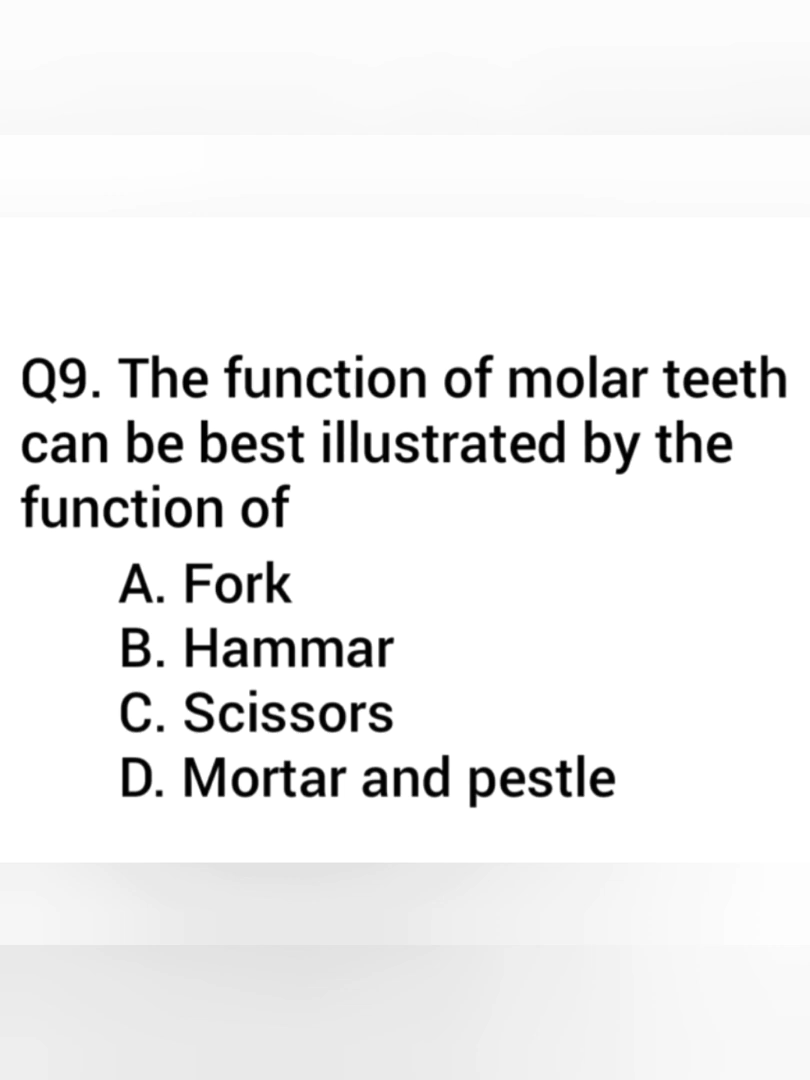 Q9. The function of molar teeth
can be best illustrated by the
function of
A. Fork
B. Hammar
C. Scissors
D. Mortar and pestle